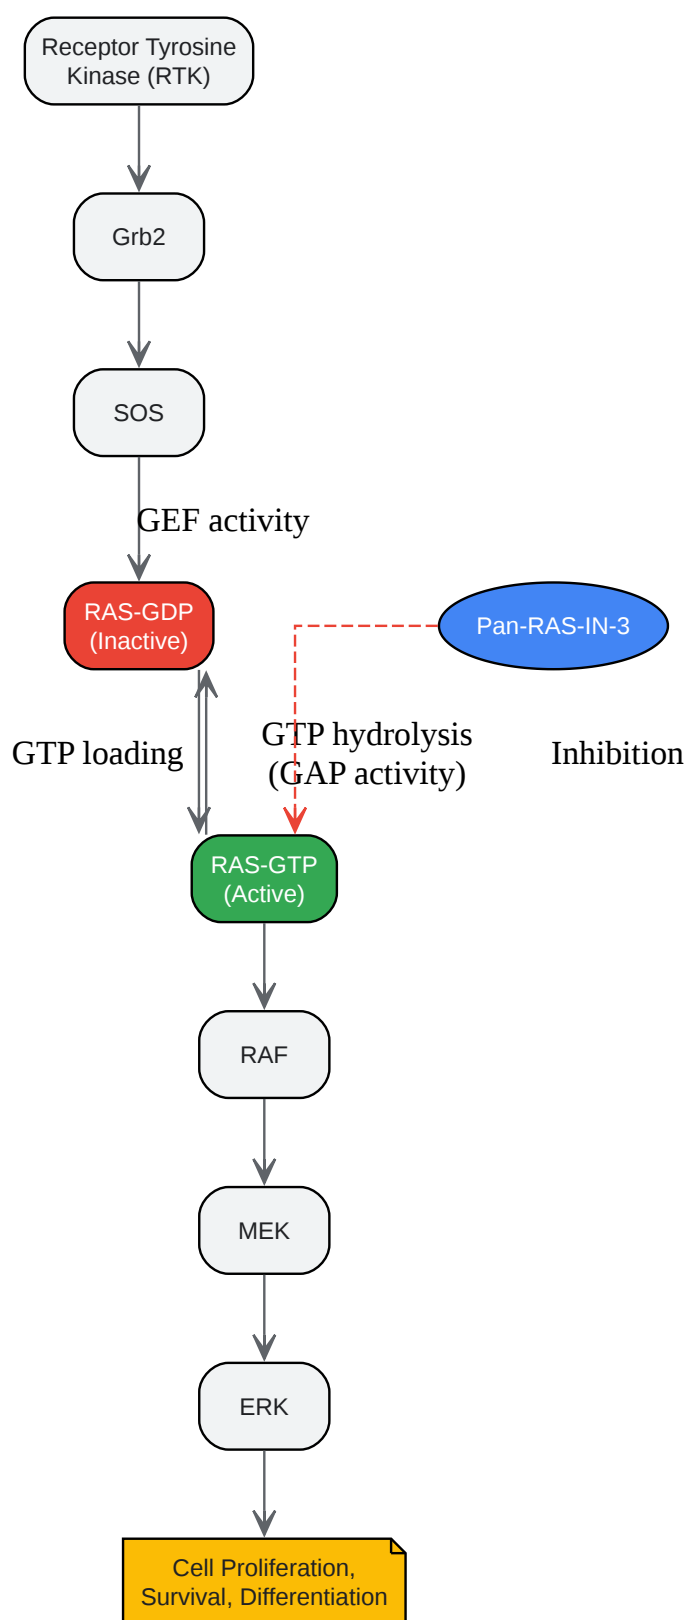 Receptor Tyrosine
Kinase (RTK)
Grb2
SOS
GEF activity
RAS-GDP
(Inactive)
Pan-RAS-IN-3
GTP loading
GTP hydrolysis
(GAP activity)
Inhibition
RAS-GTP
(Active)
RAF
MEK
ERK
Cell Proliferation,
Survival, Differentiation